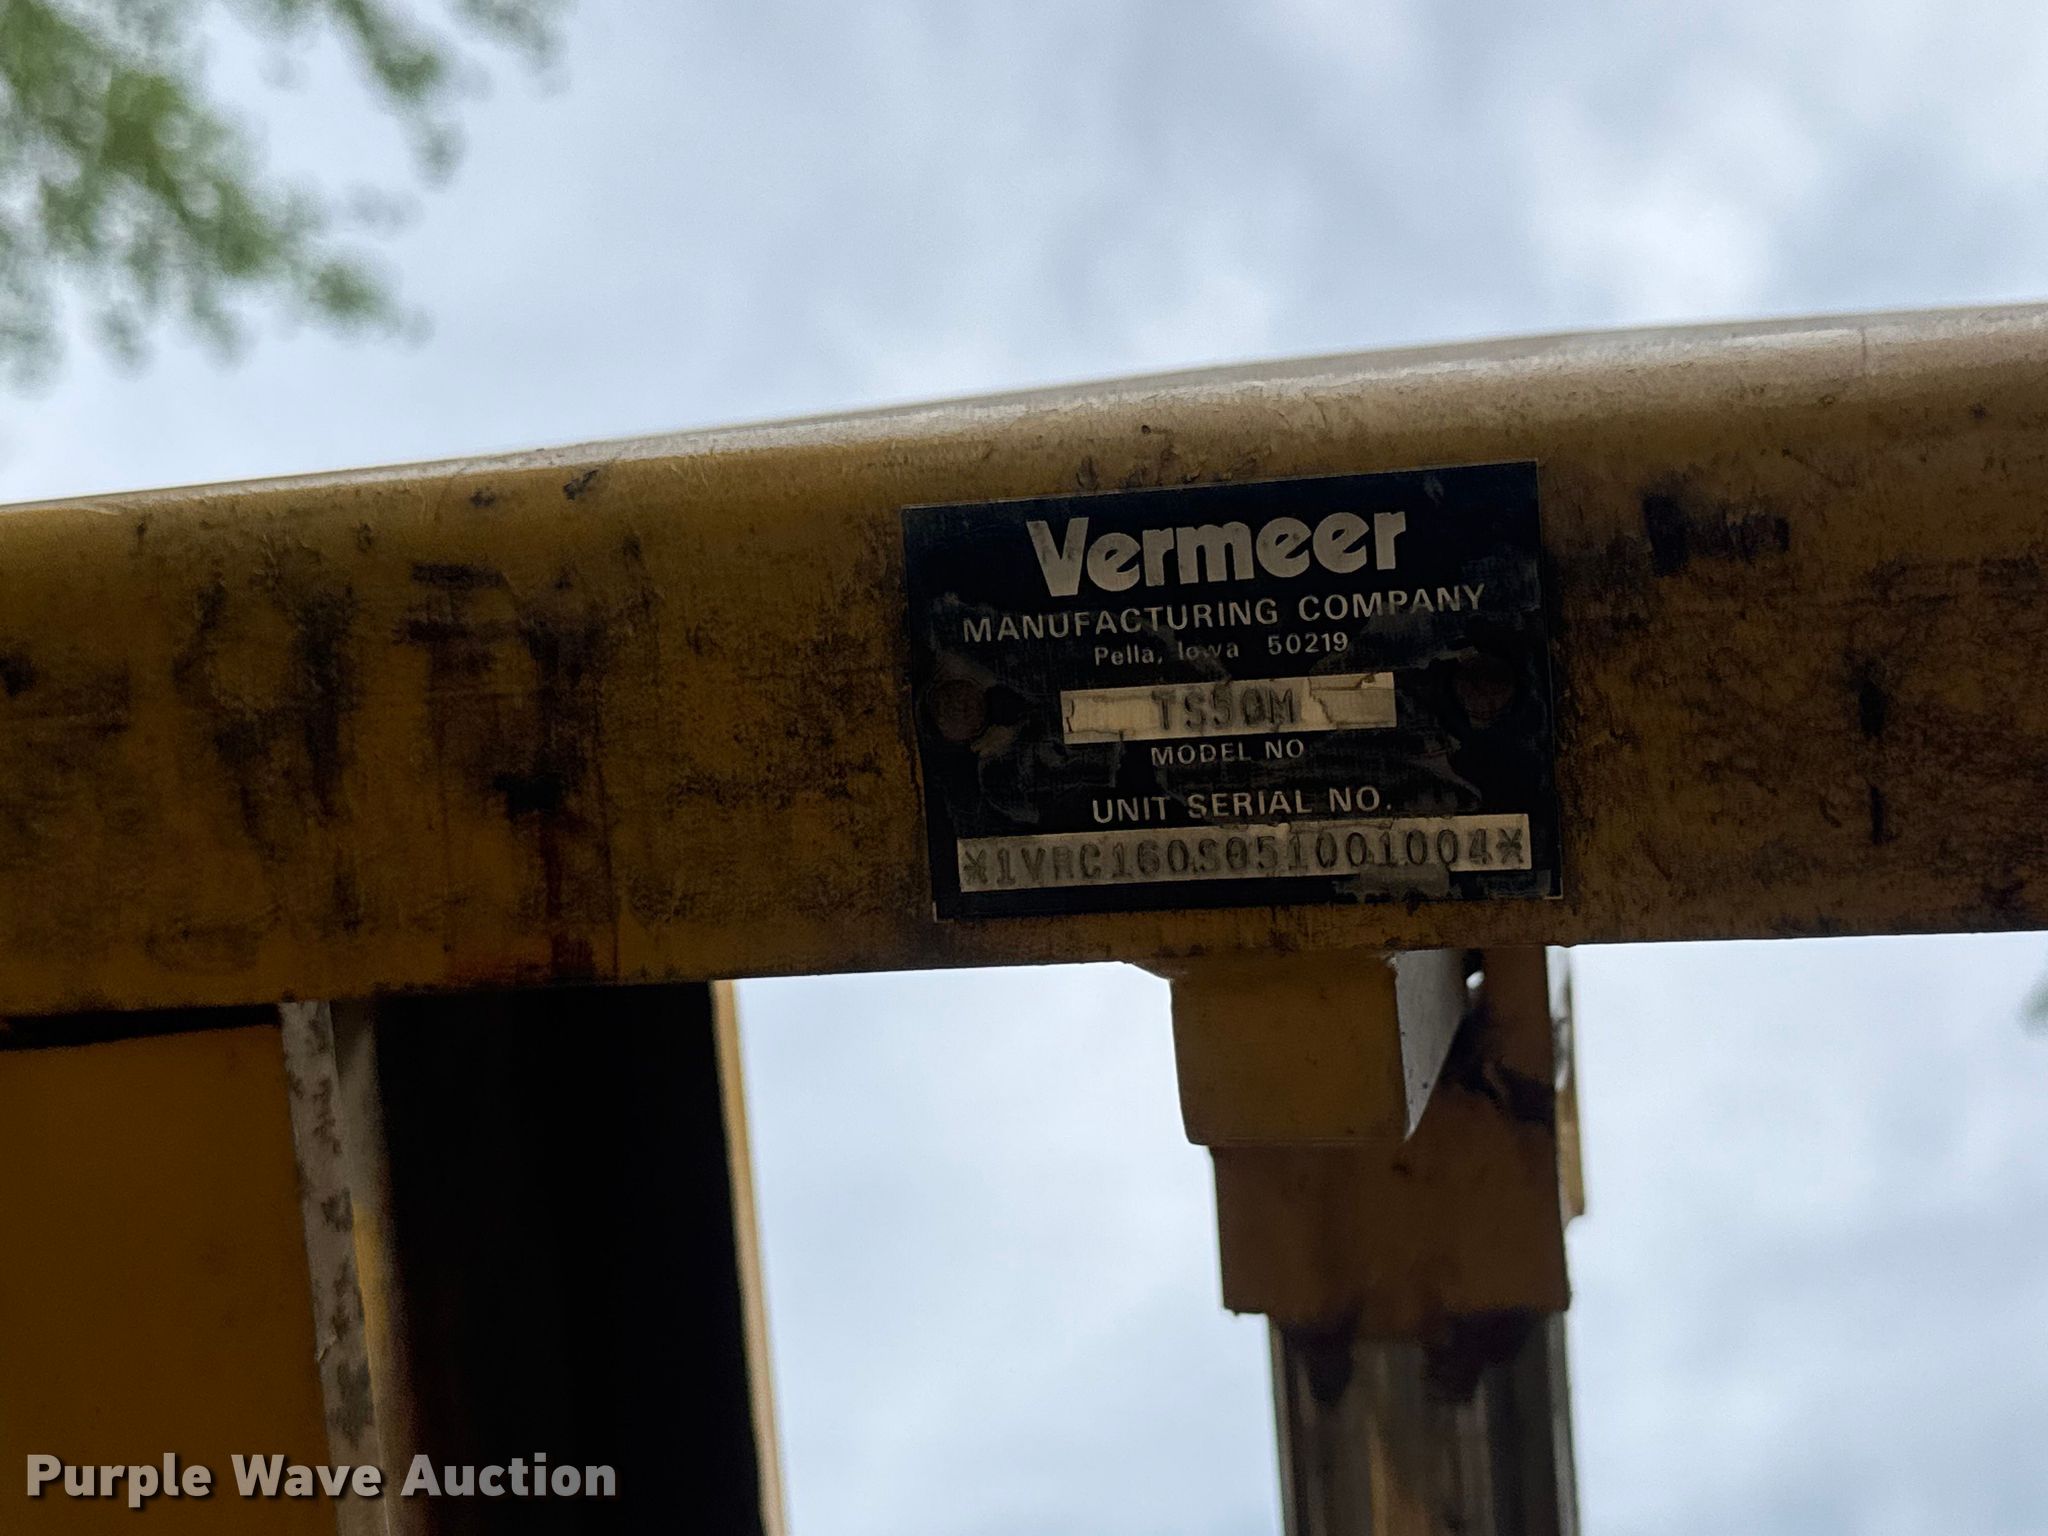 Vermeer
MANUFACTURING COMPANY
Pella, Iowa 50219
TS50M
MODEL NO
UNIT SERIAL NO.
*1VRC160S051001004*
Purple Wave Auction